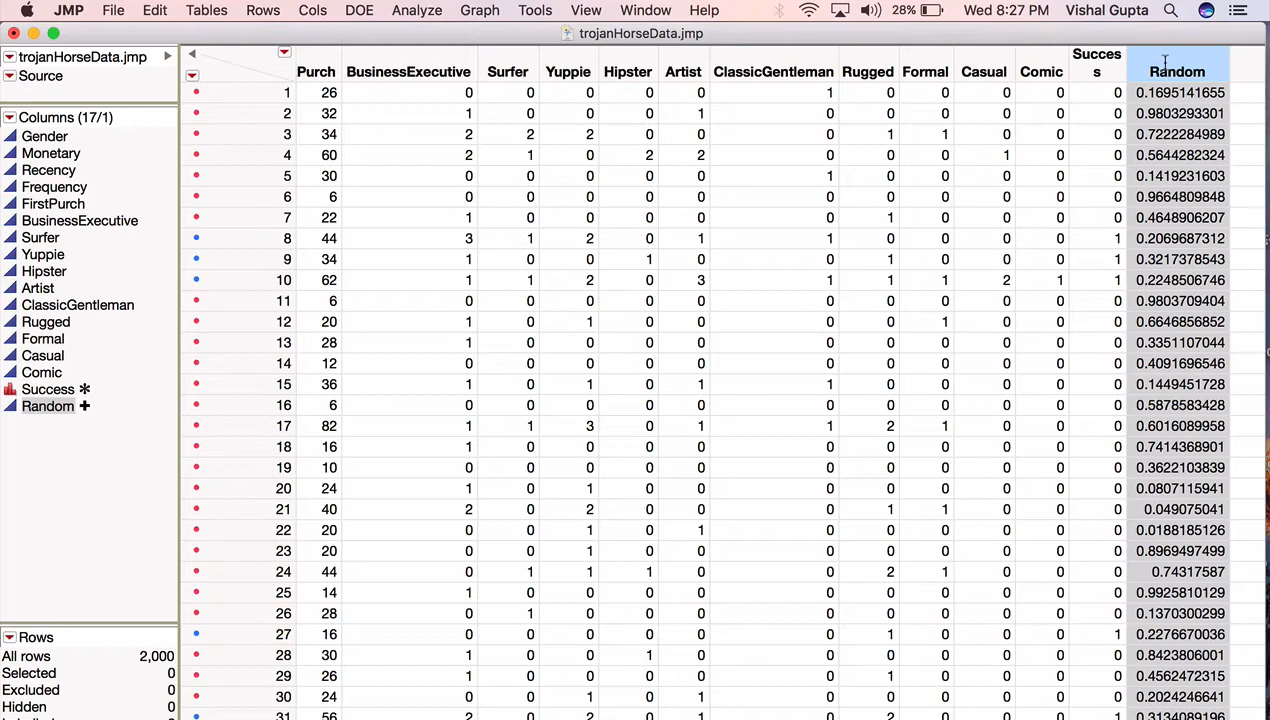 JMP File Edit Tables Rows Cols DOE Analyze Graph Tools View Window Help 28% Wed 8:27 PM Vishal Gupta
trojanHorseData.jmp
trojanHorseData.jmp
Source
Columns (17/1)
Gender
Monetary
Recency
Frequency
FirstPurch
BusinessExecutive
Surfer
Yuppie
Hipster
Artist
ClassicGentleman
Rugged
Formal
Casual
Comic
Success
Random
Rows
All rows 2,000
Selected 0
Excluded 0
Hidden 0
Purch BusinessExecutive Surfer Yuppie Hipster Artist ClassicGentleman Rugged Formal Casual Comic Succes s Random
1 26 0 0 0 0 0 1 0 0 0 0 0 0.1695141655
2 32 1 0 0 0 1 0 0 0 0 0 0 0.9803293301
3 34 2 2 2 0 0 0 1 1 0 0 0 0.7222284989
4 60 2 1 0 2 2 0 0 0 1 0 0 0.5644282324
5 30 0 0 0 0 0 1 0 0 0 0 0 0.1419231603
6 6 0 0 0 0 0 0 0 0 0 0 0 0.9664809848
7 22 1 0 0 0 0 0 1 0 0 0 0 0.4648906207
8 44 3 1 2 0 1 1 0 0 0 0 1 0.2069687312
9 34 1 0 0 1 0 0 1 0 0 0 1 0.3217378543
10 62 1 1 2 0 3 1 1 1 2 1 1 0.2248506746
11 6 0 0 0 0 0 0 0 0 0 0 0 0.9803709404
12 20 1 0 1 0 0 0 0 1 0 0 0 0.6646856852
13 28 1 0 0 0 0 0 0 0 0 0 0 0.3351107044
14 12 0 0 0 0 0 0 0 0 0 0 0 0.4091696546
15 36 1 0 1 0 1 1 0 0 0 0 0 0.1449451728
16 6 0 0 0 0 0 0 0 0 0 0 0 0.5878583428
17 82 1 1 3 0 1 1 2 1 0 0 0 0.6016089958
18 16 1 0 0 0 0 0 0 0 0 0 0 0.7414368901
19 10 0 0 0 0 0 0 0 0 0 0 0 0.3622103839
20 24 1 0 1 0 0 0 0 0 0 0 0 0.0807115941
21 40 2 0 2 0 0 0 1 1 0 0 0 0.049075041
22 20 0 0 1 0 1 0 0 0 0 0 0 0.0188185126
23 20 0 0 1 0 0 0 0 0 0 0 0 0.8969497499
24 44 0 1 1 1 0 0 2 1 0 0 0 0.74317587
25 14 1 0 0 0 0 0 0 0 0 0 0 0.9925810129
26 28 0 1 0 0 0 0 0 0 0 0 0 0.1370300299
27 16 0 0 0 0 0 0 1 0 0 0 1 0.2276670036
28 30 1 0 0 1 0 0 0 0 0 0 0 0.8423806001
29 26 1 0 0 0 0 0 1 0 0 0 0 0.4562472315
30 24 0 0 1 0 1 0 0 0 0 0 0 0.2024246641
31 56 2 0 2 0 0 0 2 0 0 0 1 0.3134089196